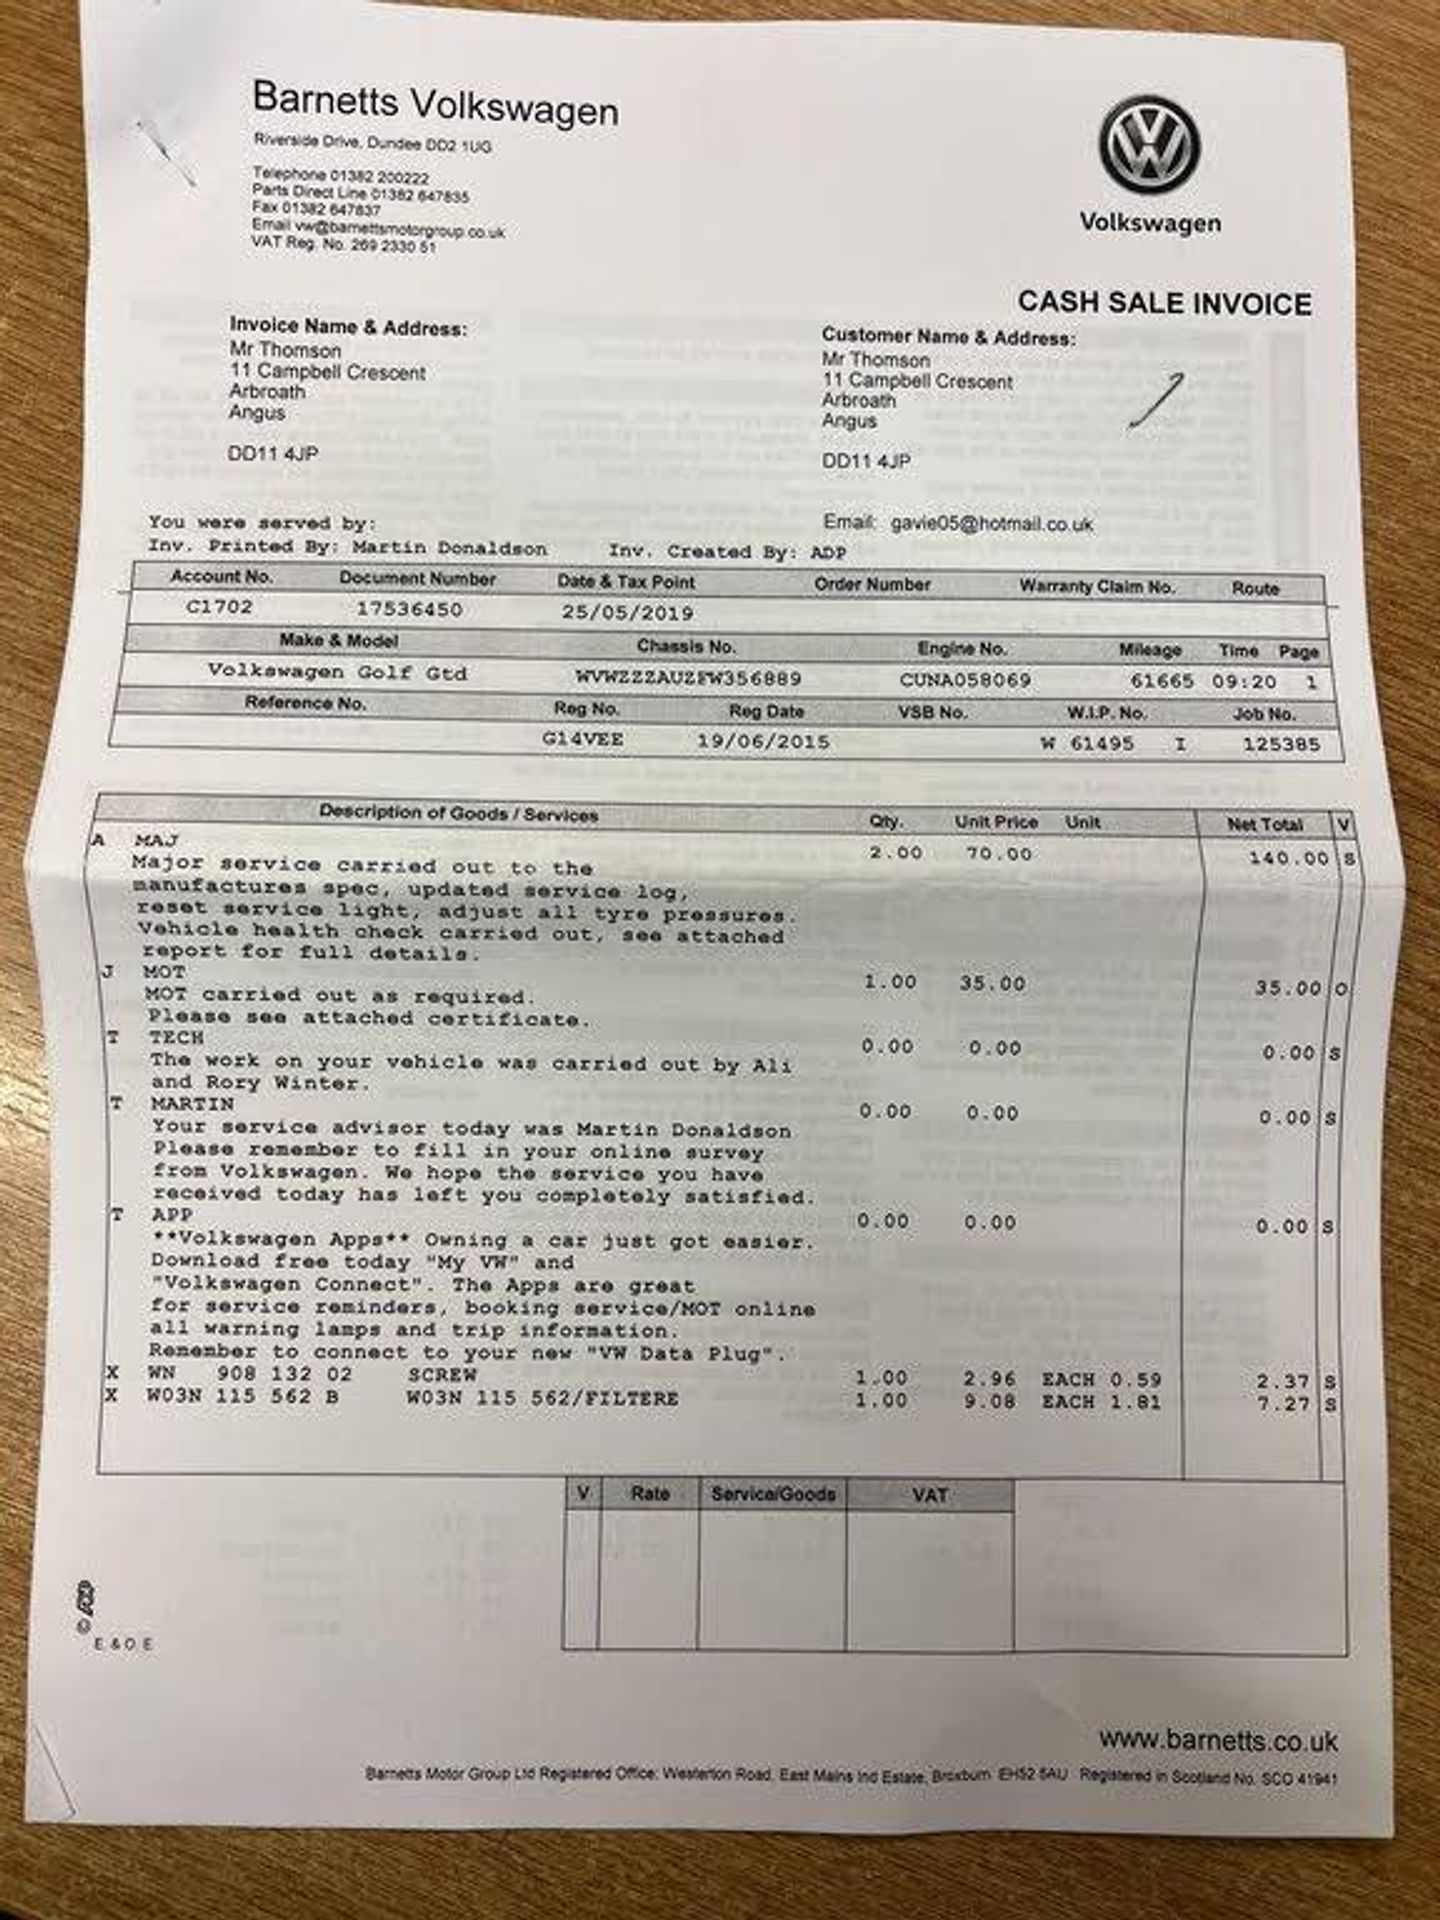 Barnetts Volkswagen
Riverside Drive, Dundee DD2 1UG
Telephone 01382 200222
Parts Direct Line 01382 647835
Fax 01382 647837
Email vw@barnettsmotorgroup.co.uk
VAT Reg. No. 269 2330 51
Volkswagen
CASH SALE INVOICE
Invoice Name & Address:
Mr Thomson
11 Campbell Crescent
Arbroath
Angus
DD11 4JP
Customer Name & Address:
Mr Thomson
11 Campbell Crescent
Arbroath
Angus
DD11 4JP
You were served by:
Email: gavie05@hotmail.co.uk
Inv. Printed By: Martin Donaldson Inv. Created By: ADP
Account No. Document Number Date & Tax Point Order Number Warranty Claim No. Route
C1702 17536450 25/05/2019
Make & Model Chassis No. Engine No. Mileage Time Page
Volkswagen Golf Gtd WVWZZZAUZFW356889 CUNA058069 61665 09:20 1
Reference No. Reg No. Reg Date VSB No. W.I.P. No. Job No.
G14VEE 19/06/2015 W 61495 I 125385
Description of Goods / Services Qty. Unit Price Unit Net Total V
A MAJ 2.00 70.00 140.00 S
Major service carried out to the
manufactures spec, updated service log,
reset service light, adjust all tyre pressures.
Vehicle health check carried out, see attached
report for full details.
J MOT 1.00 35.00 35.00 O
MOT carried out as required.
Please see attached certificate.
T TECH 0.00 0.00 0.00 S
The work on your vehicle was carried out by Ali
and Rory Winter.
T MARTIN 0.00 0.00 0.00 S
Your service advisor today was Martin Donaldson
Please remember to fill in your online survey
from Volkswagen. We hope the service you have
received today has left you completely satisfied.
T APP 0.00 0.00 0.00 S
**Volkswagen Apps** Owning a car just got easier.
Download free today "My VW" and
"Volkswagen Connect". The Apps are great
for service reminders, booking service/MOT online
all warning lamps and trip information.
Remember to connect to your new "VW Data Plug".
X WN 908 132 02 SCREW 1.00 2.96 EACH 0.59 2.37 S
X W03N 115 562 B W03N 115 562/FILTERE 1.00 9.08 EACH 1.81 7.27 S
V Rate Service/Goods VAT
© ADP
E & O E
www.barnetts.co.uk
Barnetts Motor Group Ltd Registered Office: Westerton Road, East Mains Ind Estate, Broxburn EH52 5AU Registered in Scotland No. SCO 41941